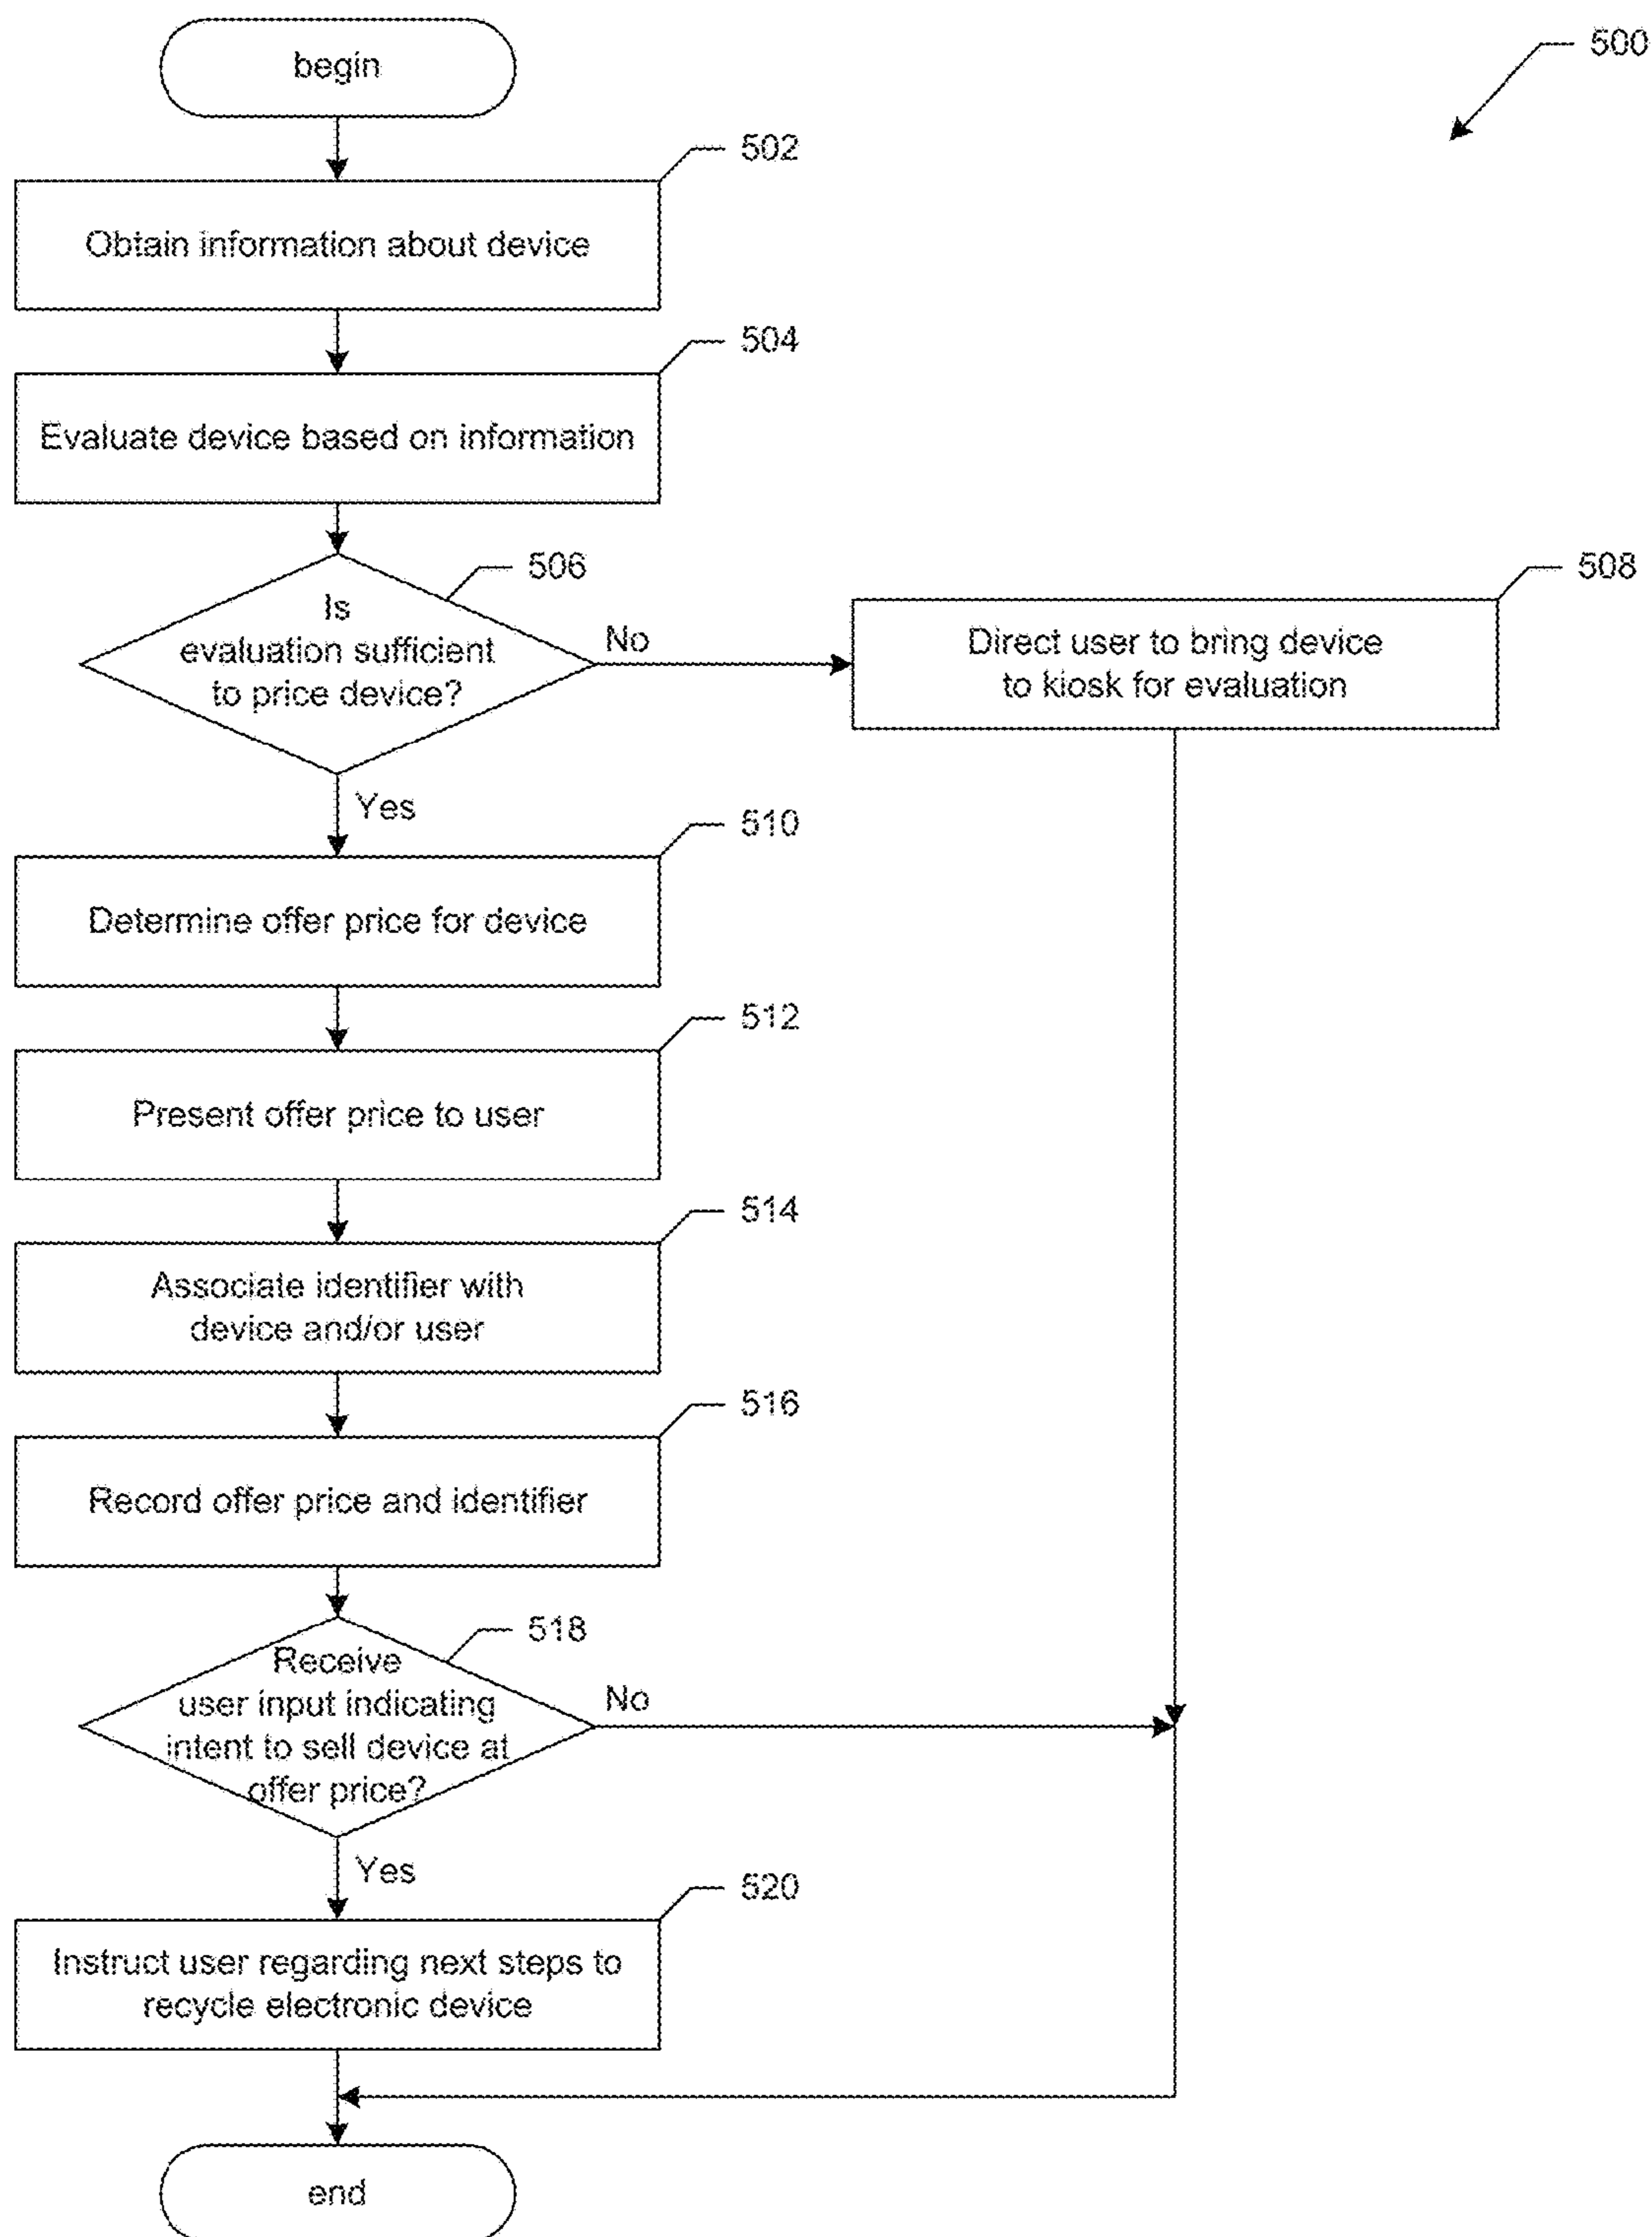 begin
500
502
Obtain information about device
504
Evaluate device based on information
506
Is
evaluation sufficient
to price device?
No
508
Direct user to bring device
to kiosk for evaluation
Yes
510
Determine offer price for device
512
Present offer price to user
514
Associate identifier with
device and/or user
516
Record offer price and identifier
518
Receive
user input indicating
intent to sell device at
offer price?
No
Yes
520
Instruct user regarding next steps to
recycle electronic device
end